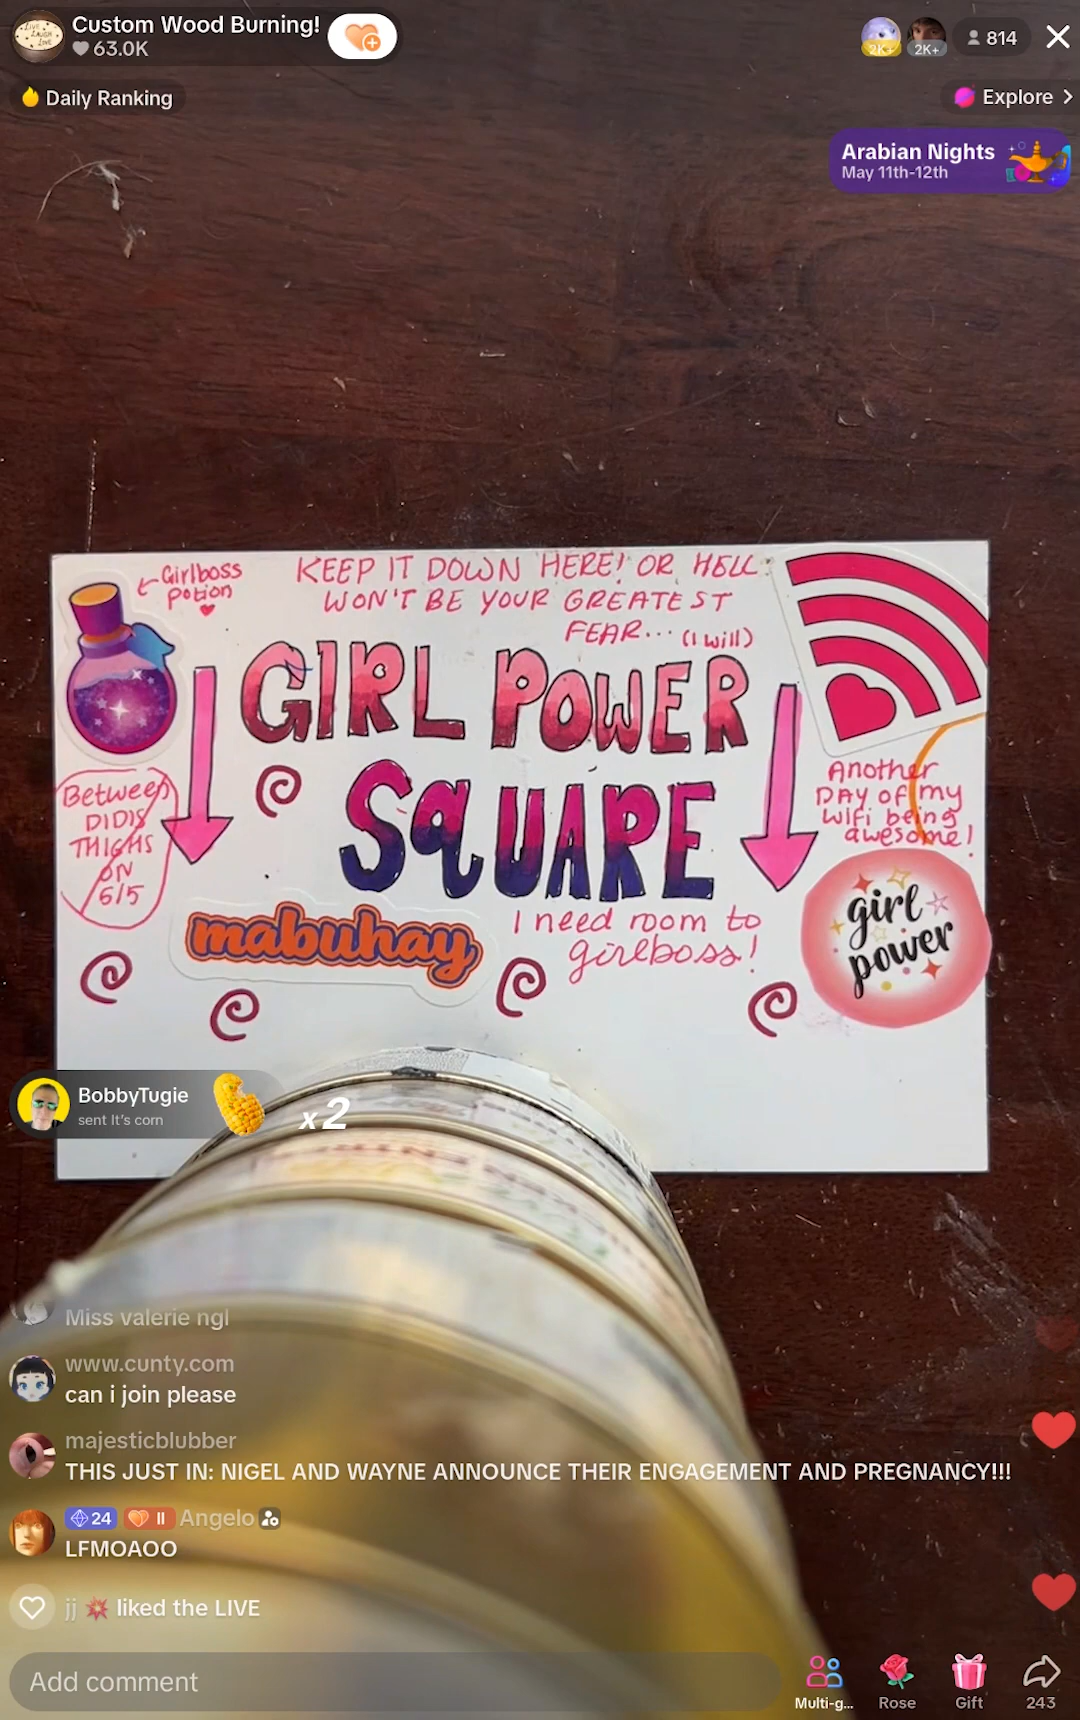 Custom Wood Burning!
63.0K
2K+
2K+
814
Daily Ranking
Explore
Arabian Nights
May 11th-12th
Girlboss
potion
KEEP IT DOWN HERE! OR HELL
WON'T BE YOUR GREATEST
FEAR... (I will)
GIRL POWER
SQUARE
Between
DIDIS
THIGHS
ON
6/5
Another
DAY OF my
wifi being
awesome!
mabuhay
I need room to
girlboss!
girl
power
BobbyTugie
sent It's corn
x2
Miss valerie ngl
www.cunty.com
can i join please
majesticblubber
THIS JUST IN: NIGEL AND WAYNE ANNOUNCE THEIR ENGAGEMENT AND PREGNANCY!!!
24 II Angelo
LFMOAOO
jj liked the LIVE
Add comment
Multi-g...
Rose
Gift
243